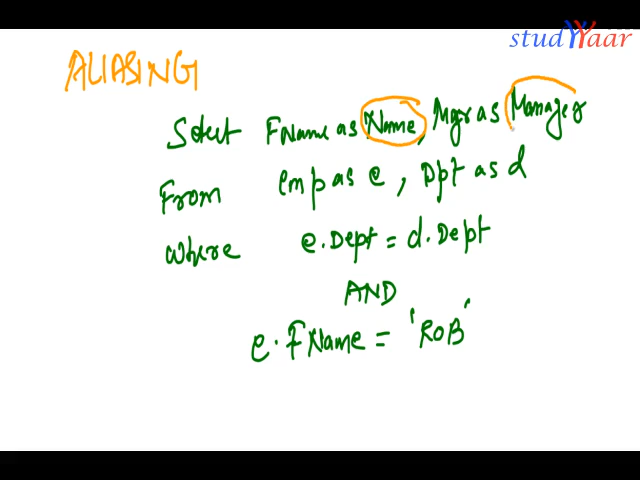 studYYaar
ALIASING
Select FName as Name, Mgr as Manager
From emp as e, Dpt as d
where e.Dept = d.Dept
AND
e.FName = 'ROB'